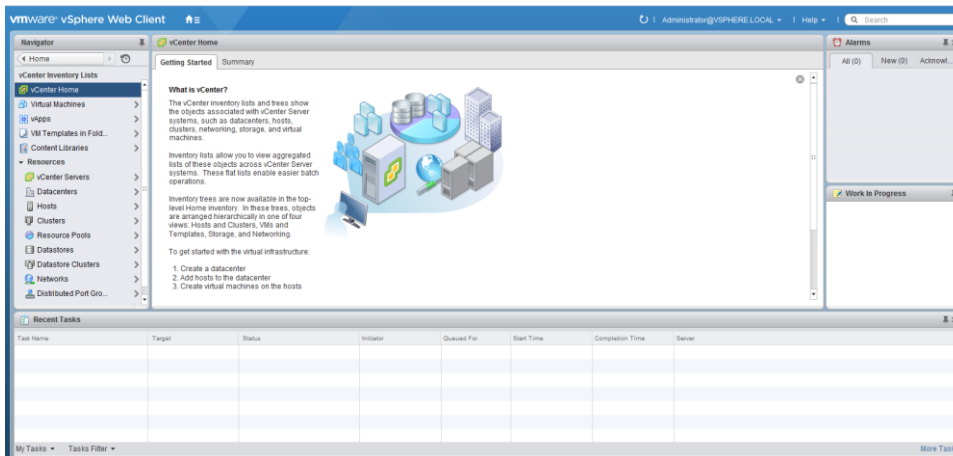 vmware® vSphere Web Client
Administrator@VSPHERE.LOCAL
Help
Search
Navigator
Home
vCenter Inventory Lists
vCenter Home
Virtual Machines
vApps
VM Templates in Fold...
Content Libraries
Resources
vCenter Servers
Datacenters
Hosts
Clusters
Resource Pools
Datastores
Datastore Clusters
Networks
Distributed Port Gro...
vCenter Home
Getting Started Summary
What is vCenter?
The vCenter inventory lists and trees show
the objects associated with vCenter Server
systems, such as datacenters, hosts,
clusters, networking, storage, and virtual
machines.
Inventory lists allow you to view aggregated
lists of these objects across vCenter Server
systems. These flat lists enable easier batch
operations.
Inventory trees are now available in the top-
level Home inventory. In these trees, objects
are arranged hierarchically in one of four
views: Hosts and Clusters, VMs and
Templates, Storage, and Networking.
To get started with the virtual infrastructure:
1. Create a datacenter
2. Add hosts to the datacenter
3. Create virtual machines on the hosts
Alarms
All (0) New (0) Acknowl...
Work In Progress
Recent Tasks
Task Name Target Status Initiator Queued For Start Time Completion Time Server
My Tasks Tasks Filter
More Task